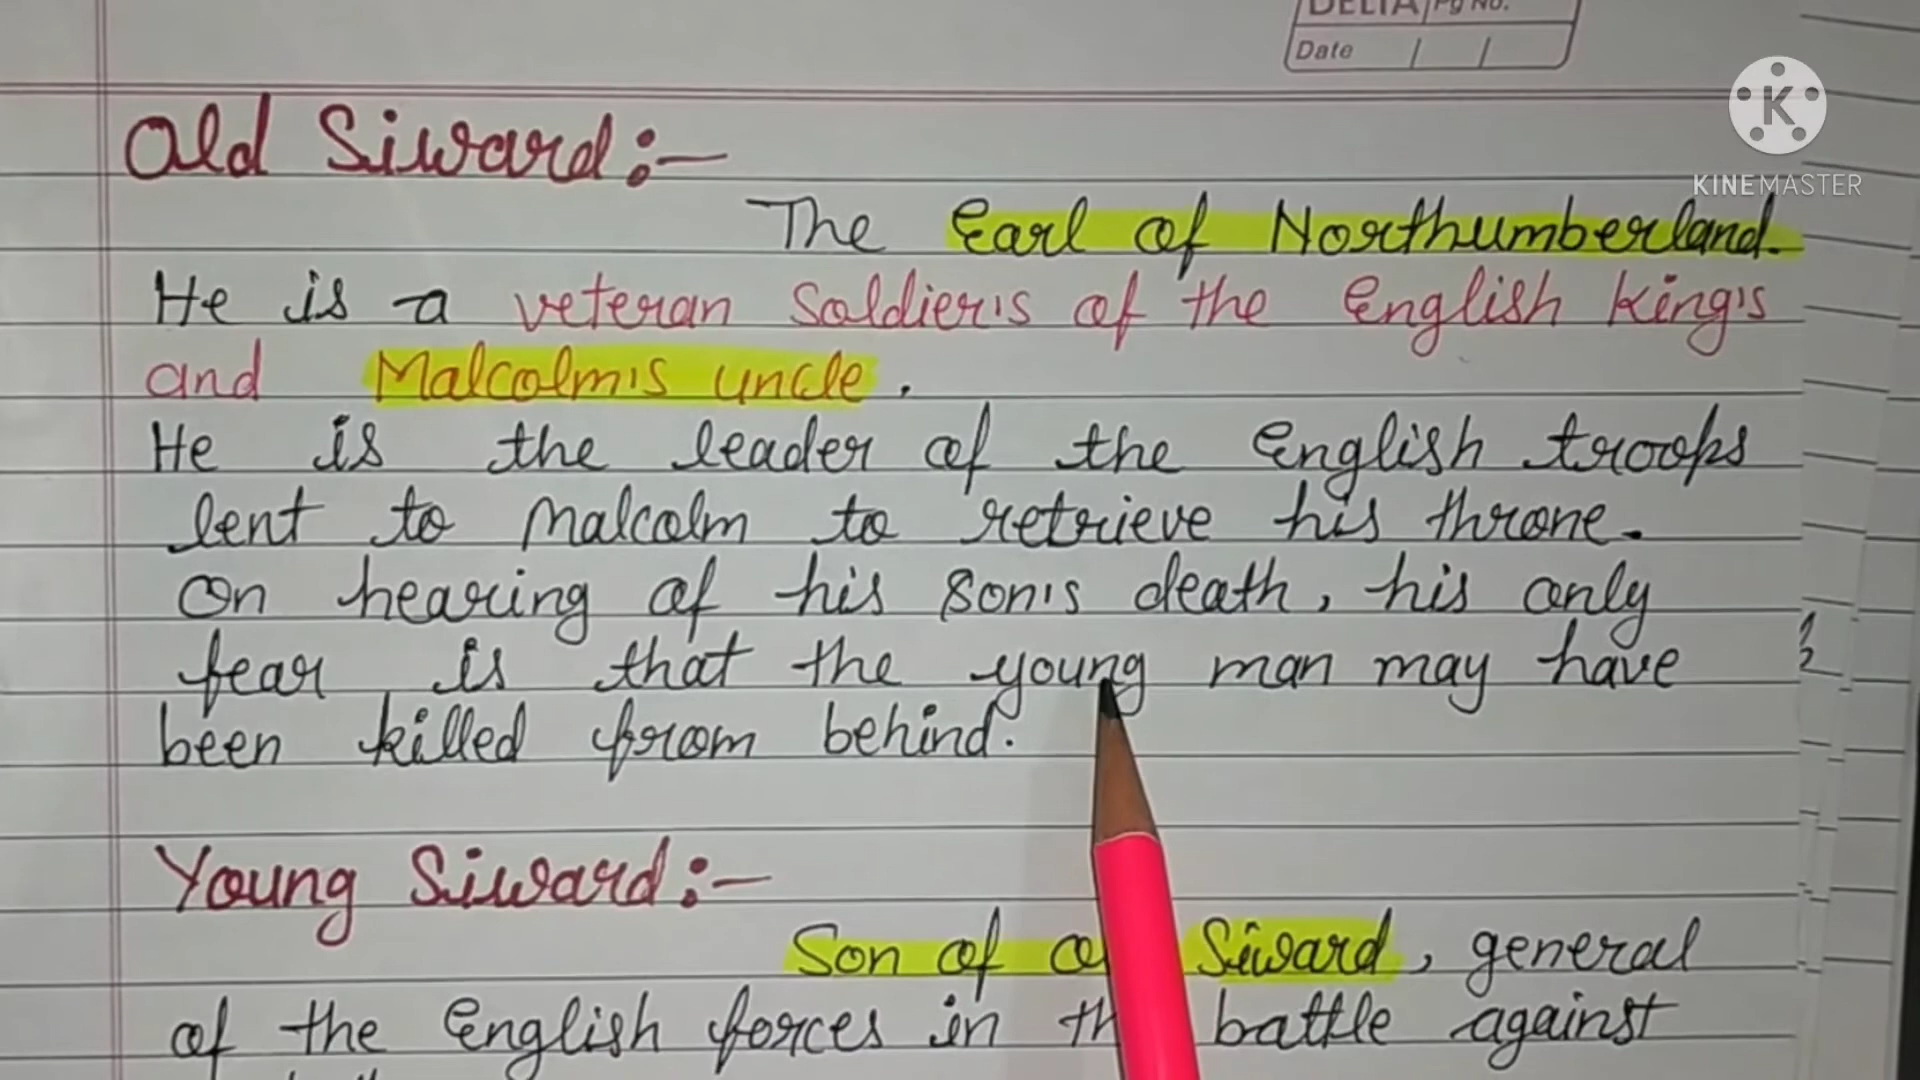 DELTA Pg No.
Date
KINEMASTER
Old Siward:-
The Earl of Northumberland.
He is a veteran Soldier's of the English King's
and Malcolm's uncle.
He is the leader of the English troops
lent to Malcolm to retrieve his throne.
On hearing of his son's death, his only
fear is that the young man may have
been killed from behind.
Young Siward:-
Son of Siward, general
of the English forces in battle against